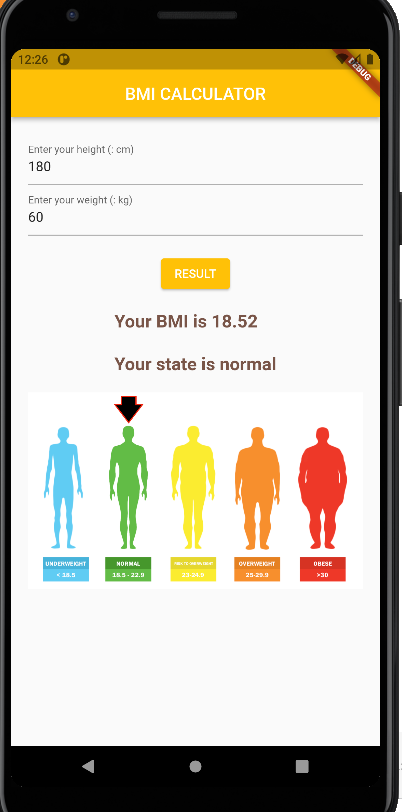 12:26
DEBUG
BMI CALCULATOR
Enter your height (: cm)
180
Enter your weight (: kg)
60
RESULT
Your BMI is 18.52
Your state is normal
UNDERWEIGHT NORMAL OVERWEIGHT OBESE
< 18.5 18.5 - 22.9 23-24.9 25-29.9 >30